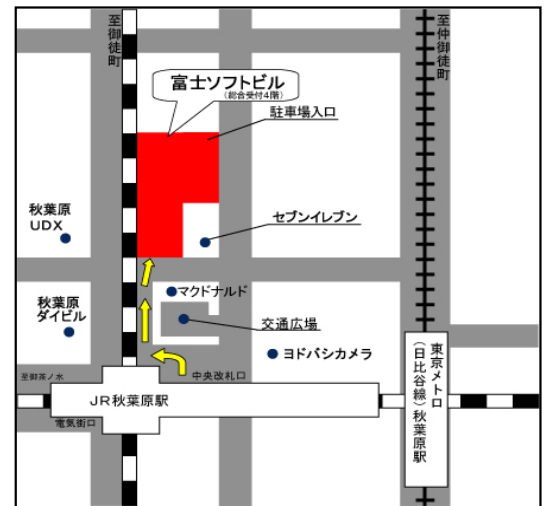 至御徒町
至仲御徒町
富士ソフトビル
（総合受付4階）
駐車場入口
秋葉原
UDX
セブンイレブン
マクドナルド
秋葉原
ダイビル
交通広場
ヨドバシカメラ
至御茶ノ水
中央改札口
JR秋葉原駅
電気街口
東京メトロ
（日比谷線）秋葉原駅